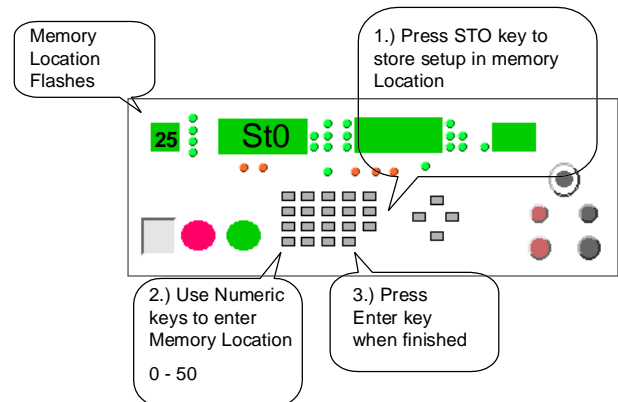 Memory
Location
Flashes
1.) Press STO key to
store setup in memory
Location
25
St0
2.) Use Numeric
keys to enter
Memory Location
0 - 50
3.) Press
Enter key
when finished